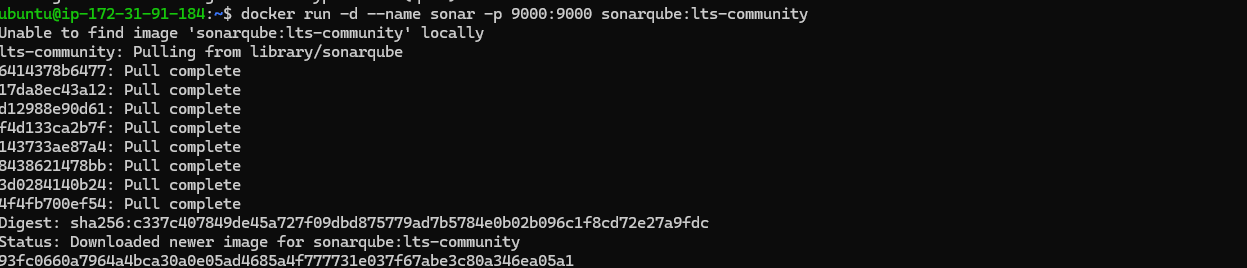 ubuntu@ip-172-31-91-184:~$ docker run -d --name sonar -p 9000:9000 sonarqube:lts-community
Unable to find image 'sonarqube:lts-community' locally
lts-community: Pulling from library/sonarqube
6414378b6477: Pull complete
17da8ec43a12: Pull complete
d12988e90d61: Pull complete
f4d133ca2b7f: Pull complete
143733ae87a4: Pull complete
8438621478bb: Pull complete
3d0284140b24: Pull complete
4f4fb700ef54: Pull complete
Digest: sha256:c337c407849de45a727f09dbd875779ad7b5784e0b02b096c1f8cd72e27a9fdc
Status: Downloaded newer image for sonarqube:lts-community
93fc0660a7964a4bca30a0e05ad4685a4f777731e037f67abe3c80a346ea05a1